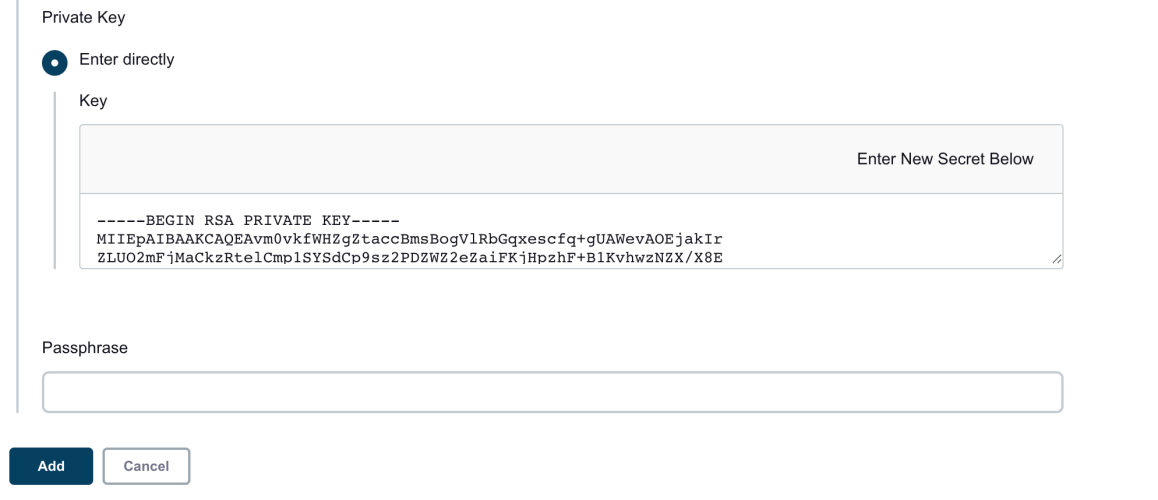 Private Key
Enter directly
Key
Enter New Secret Below
-----BEGIN RSA PRIVATE KEY-----
MIIEpAIBAAKCAQEAvm0vkfWHZgZtaccBmsBogVlRbGqxescfq+gUAWevAOEjakIr
ZLUO2mFjMaCkzRtelCmp1SYSdCp9sz2PDZWZ2eZaiFKjHpzhF+B1KvhwzNZX/X8E
Passphrase
Add
Cancel